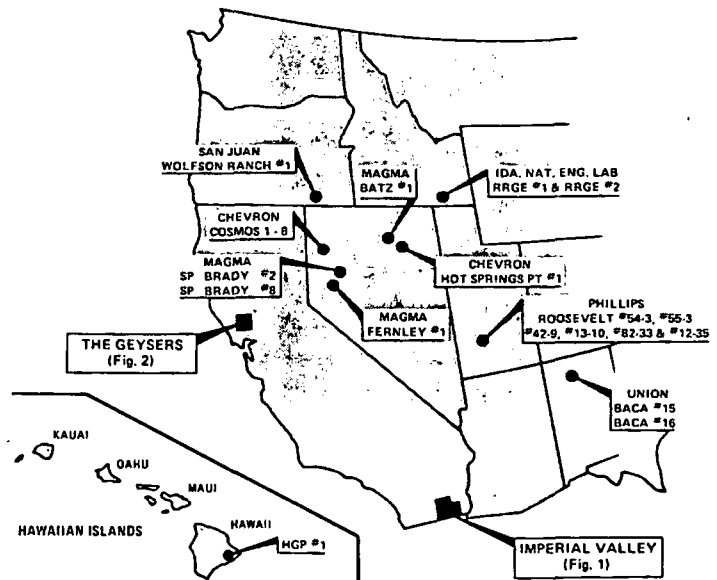 SAN JUAN
WOLFSON RANCH #1
MAGMA
BATZ #1
IDA. NAT. ENG. LAB
RRGE #1 & RRGE #2
CHEVRON
COSMOS 1 - 8
MAGMA
SP BRADY #2
SP BRADY #8
CHEVRON
HOT SPRINGS PT #1
MAGMA
FERNLEY #1
PHILLIPS
ROOSEVELT #54-3, #55-3
#42-9, #13-10, #82-33 & #12-35
THE GEYSERS
(Fig. 2)
UNION
BACA #15
BACA #16
KAUAI
OAHU
MAUI
HAWAIIAN ISLANDS
HAWAII
HGP #1
IMPERIAL VALLEY
(Fig. 1)